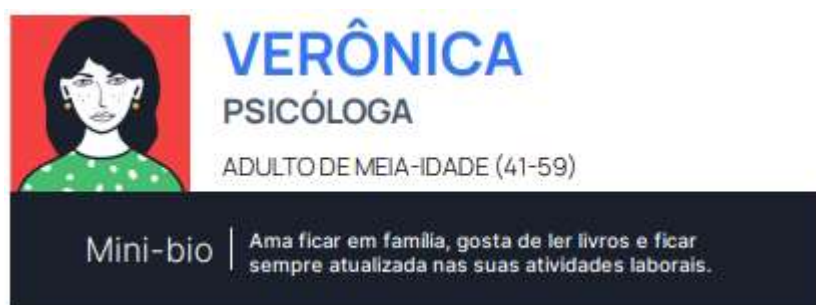 VERÔNICA
PSICÓLOGA
ADULTO DE MEIA-IDADE (41-59)
Mini-bio
Ama ficar em família, gosta de ler livros e ficar
sempre atualizada nas suas atividades laborais.